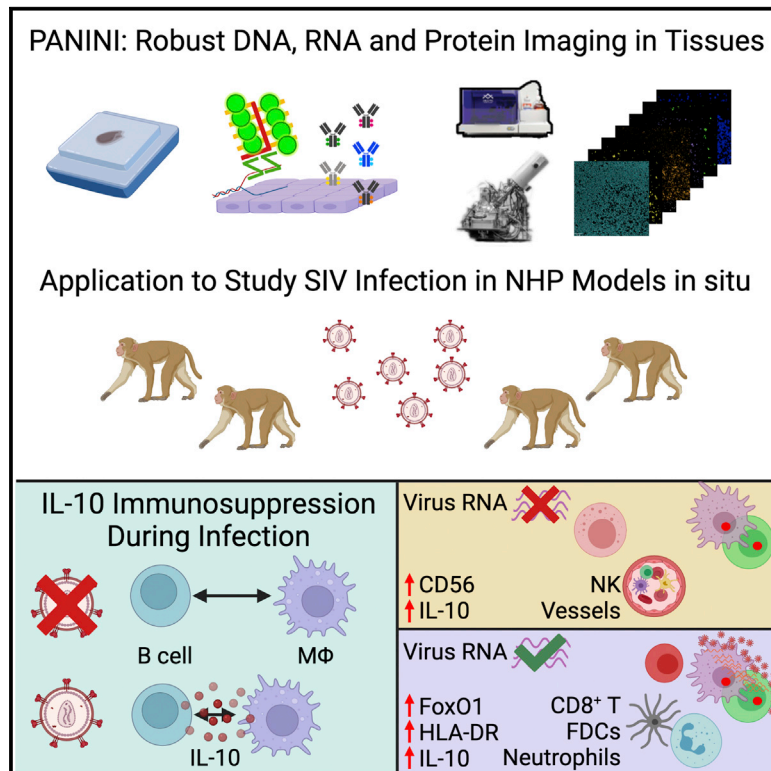 PANINI: Robust DNA, RNA and Protein Imaging in Tissues
Application to Study SIV Infection in NHP Models in situ
IL-10 Immunosuppression
During Infection
B cell
MΦ
IL-10
Virus RNA
CD56
IL-10
NK
Vessels
Virus RNA
FoxO1
HLA-DR
IL-10
CD8⁺ T
FDCs
Neutrophils